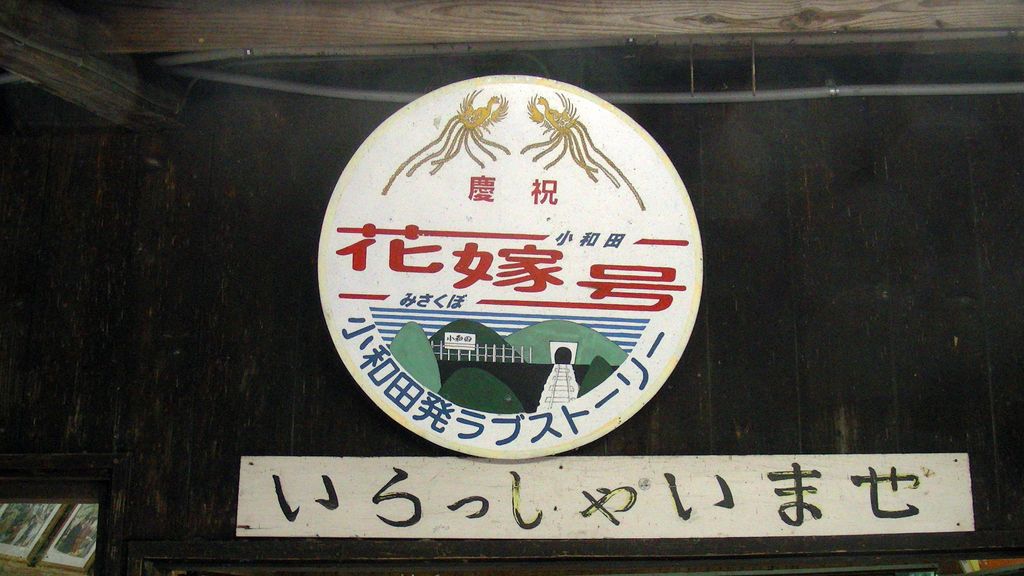 慶祝
小和田
花嫁号
みさくぼ
小和田
小和田発ラブストーリー
いらっしゃいませ